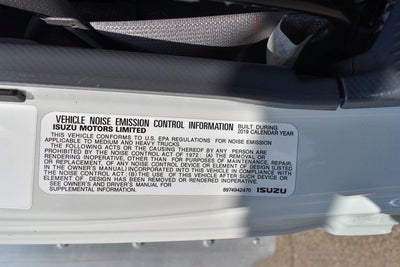 VEHICLE NOISE EMISSION CONTROL INFORMATION BUILT DURING
ISUZU MOTORS LIMITED 2018 CALENDAR YEAR
THIS VEHICLE CONFORMS TO U.S. EPA REGULATIONS FOR NOISE EMISSION
APPLICABLE TO MEDIUM AND HEAVY TRUCKS.
THE FOLLOWING ACTS OR THE CAUSING THEREOF BY ANY PERSON ARE
PROHIBITED BY THE NOISE CONTROL ACT OF 1972: (A) THE REMOVAL OR
RENDERING INOPERATIVE, OTHER THAN FOR PURPOSES OF MAINTENANCE, REPAIR,
OR REPLACEMENT, OF ANY NOISE CONTROL DEVICE OR ELEMENT OF DESIGN (LISTED
IN THE OWNER'S MANUAL) INCORPORATED INTO THIS VEHICLE IN COMPLIANCE WITH
THE NOISE CONTROL ACT; (B) THE USE OF THIS VEHICLE AFTER SUCH DEVICE OR
ELEMENT OF DESIGN HAS BEEN REMOVED OR RENDERED INOPERATIVE.
SEE OWNER'S AND DRIVER'S MANUAL FOR
SUPPLEMENTAL INFORMATION. 8974942470 ISUZU